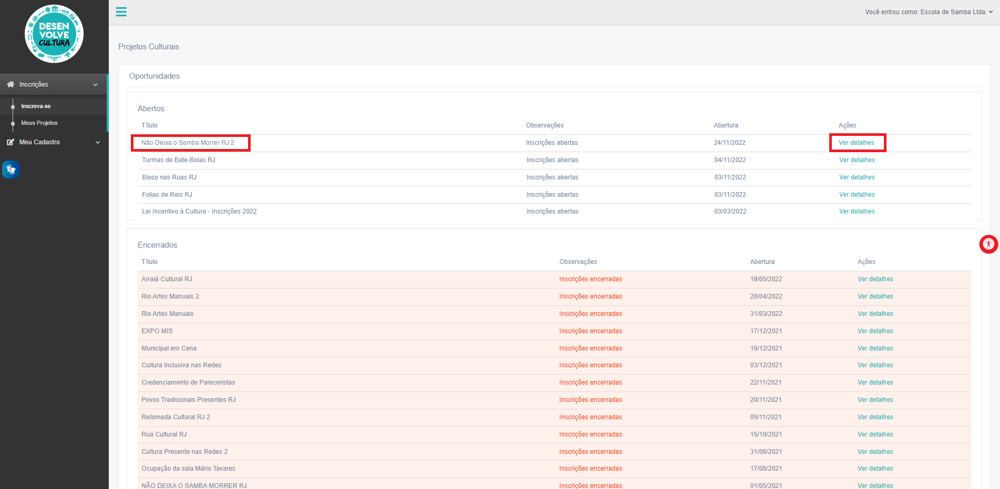 DESEN
VOLVE
CULTURA
Você entrou como: Escola de Samba Ltda.
Inscrições
Inscreva-se
Meus Projetos
Meu Cadastro
Projetos Culturais
Oportunidades
Abertos
Título Observações Abertura Ações
Não Deixa o Samba Morrer RJ 2 Inscrições abertas 24/11/2022 Ver detalhes
Turmas de Bate-Bolas RJ Inscrições abertas 04/11/2022 Ver detalhes
Bloco nas Ruas RJ Inscrições abertas 03/11/2022 Ver detalhes
Folias de Reis RJ Inscrições abertas 03/11/2022 Ver detalhes
Lei Incentivo à Cultura - Inscrições 2022 Inscrições abertas 03/03/2022 Ver detalhes
Encerrados
Título Observações Abertura Ações
Arraiá Cultural RJ Inscrições encerradas 19/05/2022 Ver detalhes
Rio Artes Manuais 2 Inscrições encerradas 20/04/2022 Ver detalhes
Rio Artes Manuais Inscrições encerradas 31/03/2022 Ver detalhes
EXPO MIS Inscrições encerradas 17/12/2021 Ver detalhes
Municipal em Cena Inscrições encerradas 10/12/2021 Ver detalhes
Cultura Inclusiva nas Redes Inscrições encerradas 03/12/2021 Ver detalhes
Credenciamento de Pareceristas Inscrições encerradas 22/11/2021 Ver detalhes
Povos Tradicionais Presentes RJ Inscrições encerradas 20/11/2021 Ver detalhes
Retomada Cultural RJ 2 Inscrições encerradas 05/11/2021 Ver detalhes
Rua Cultural RJ Inscrições encerradas 15/10/2021 Ver detalhes
Cultura Presente nas Redes 2 Inscrições encerradas 31/08/2021 Ver detalhes
Ocupação da sala Mário Tavares Inscrições encerradas 17/08/2021 Ver detalhes
NÃO DEIXA O SAMBA MORRER RJ Inscrições encerradas 01/05/2021 Ver detalhes